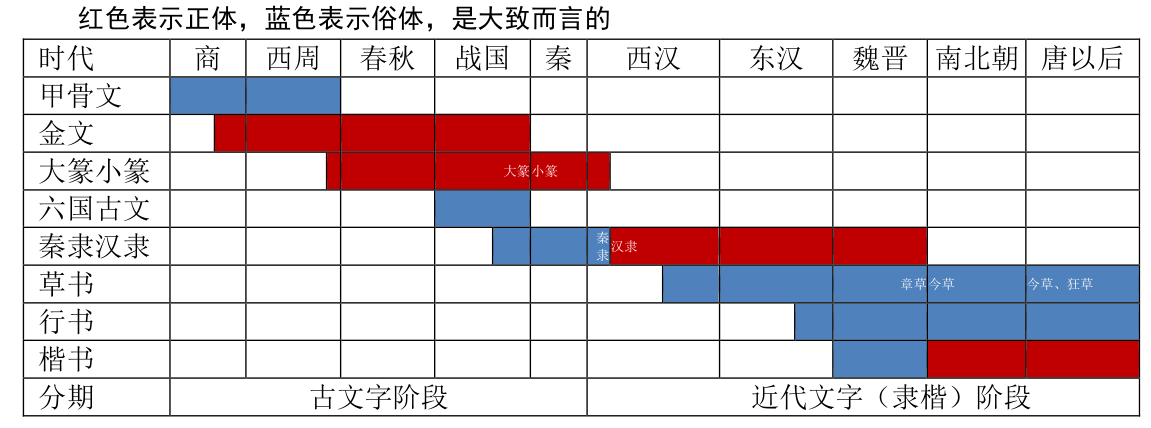 红色表示正体，蓝色表示俗体，是大致而言的
时代 商 西周 春秋 战国 秦 西汉 东汉 魏晋 南北朝 唐以后
甲骨文
金文
大篆小篆 大篆 小篆
六国古文
秦隶汉隶 秦隶 汉隶
草书 章草 今草 今草、狂草
行书
楷书
分期 古文字阶段 近代文字（隶楷）阶段